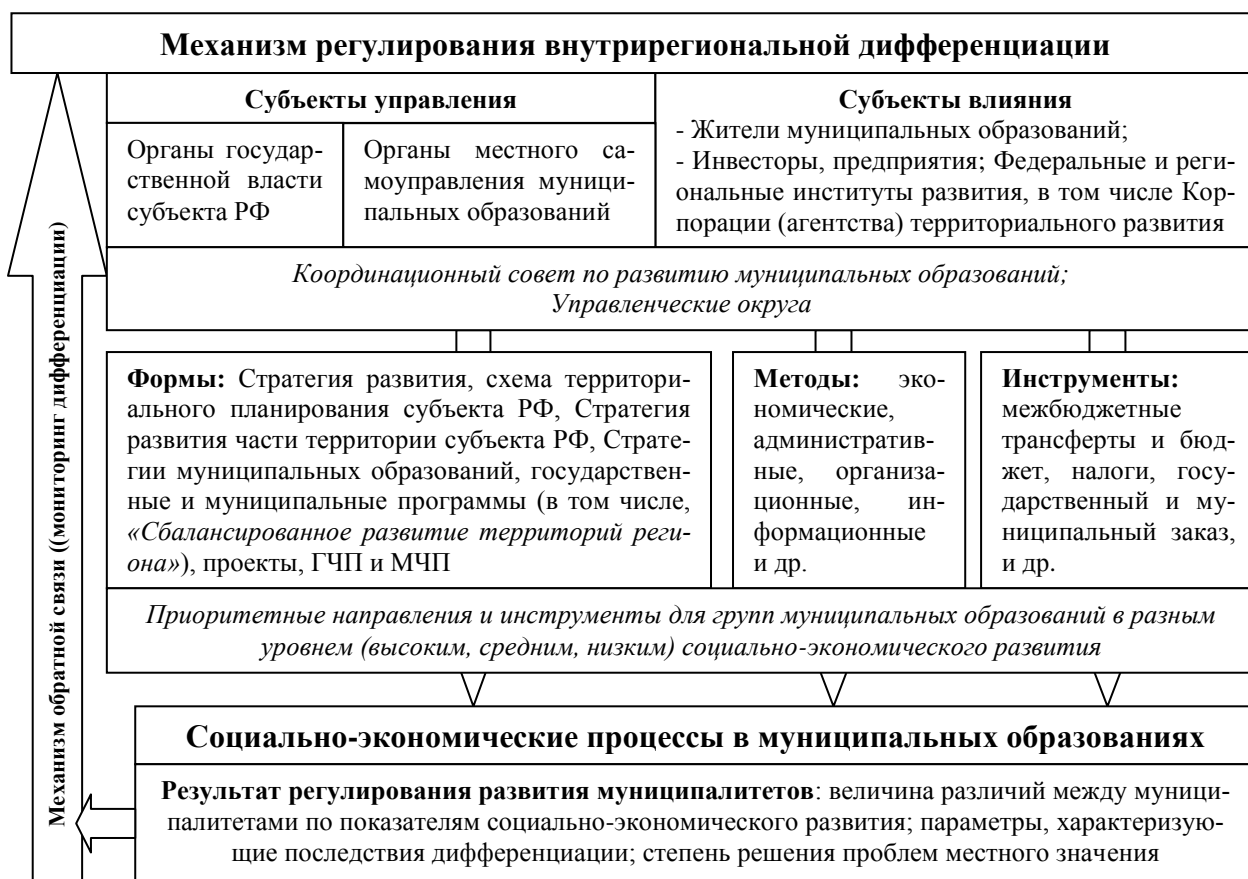 Механизм регулирования внутрирегиональной дифференциации
Субъекты управления
Органы государ-
ственной власти
субъекта РФ
Органы местного са-
моуправления муници-
пальных образований
Субъекты влияния
- Жители муниципальных образований;
- Инвесторы, предприятия; Федеральные и реги-
ональные институты развития, в том числе Кор-
порации (агентства) территориального развития
Координационный совет по развитию муниципальных образований;
Управленческие округа
Формы: Стратегия развития, схема территори-
ального планирования субъекта РФ, Стратегия
развития части территории субъекта РФ, Страте-
гии муниципальных образований, государствен-
ные и муниципальные программы (в том числе,
«Сбалансированное развитие территорий реги-
она»), проекты, ГЧП и МЧП
Методы: эко-
номические,
административ-
ные, организа-
ционные, ин-
формационные
и др.
Инструменты:
межбюджетные
трансферты и бюд-
жет, налоги, госу-
дарственный и му-
ниципальный заказ,
и др.
Приоритетные направления и инструменты для групп муниципальных образований в разным
уровнем (высоким, средним, низким) социально-экономического развития
Социально-экономические процессы в муниципальных образованиях
Результат регулирования развития муниципалитетов: величина различий между муници-
палитетами по показателям социально-экономического развития; параметры, характеризую-
щие последствия дифференциации; степень решения проблем местного значения
Механизм обратной связи ((мониторинг дифференциации)